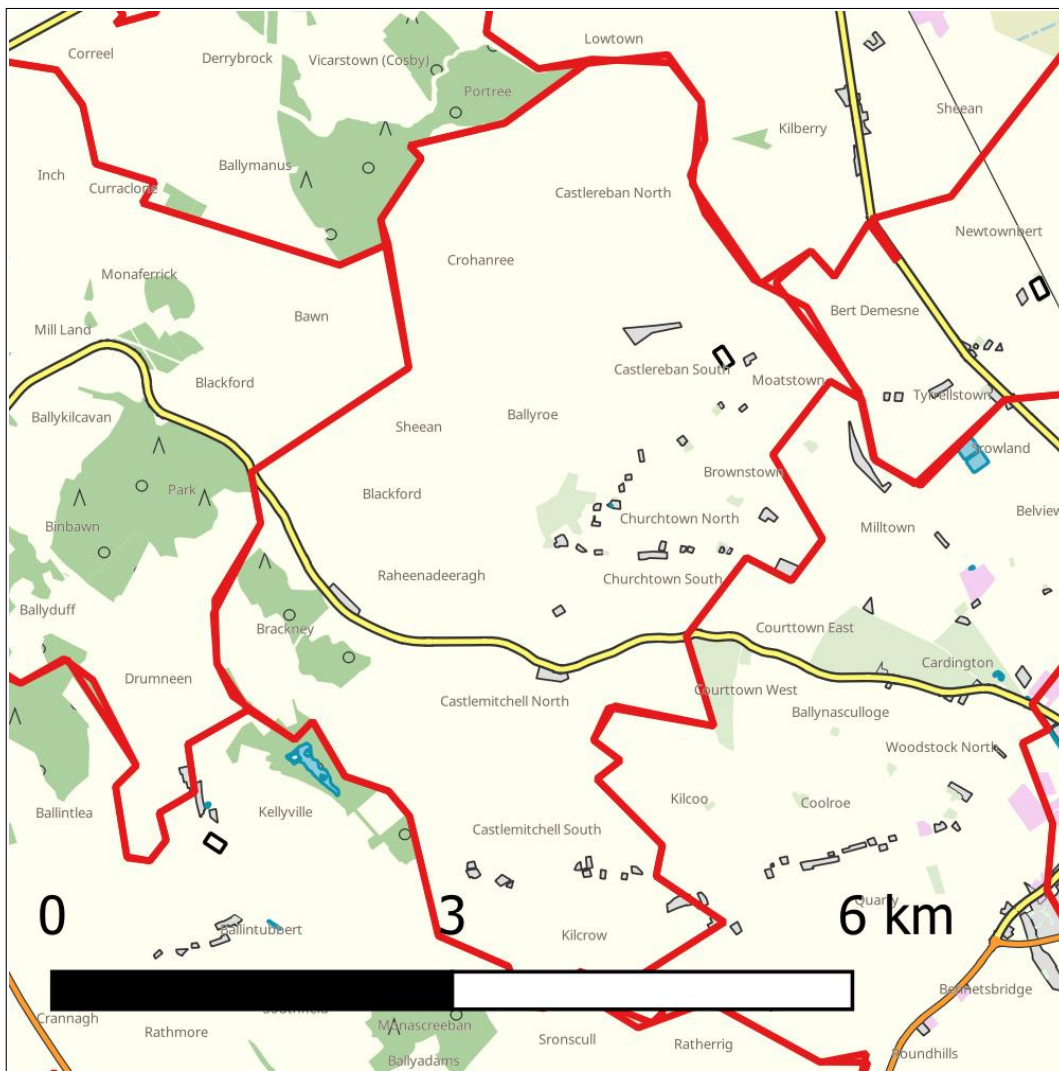 Lowtown
Correel
Derrybrock
Vicarstown (Cosby)
Portree
Sheean
Kilberry
Ballymanus
Inch
Curraclone
Castlereban North
Newtownbert
Crohanree
Monaferrick
Bawn
Bert Demesne
Mill Land
Castlereban South
Moatstown
Blackford
Tyrrellstown
Ballykilcavan
Ballyroe
Sheean
Srowland
Brownstown
Park
Blackford
Belview
Churchtown North
Milltown
Binbawn
Raheenadeeragh
Churchtown South
Ballyduff
Brackney
Courttown East
Cardington
Drumneen
Courttown West
Castlemitchell North
Ballynasculloge
Woodstock North
Kilcoo
Coolroe
Ballintlea
Kellyville
Castlemitchell South
Quarry
0 3 6 km
Ballintubbert
Kilcrow
Bennetsbridge
Crannagh
Rathmore
Monascreeban
Sronscull
Ratherrig
Roundhills
Ballyadams